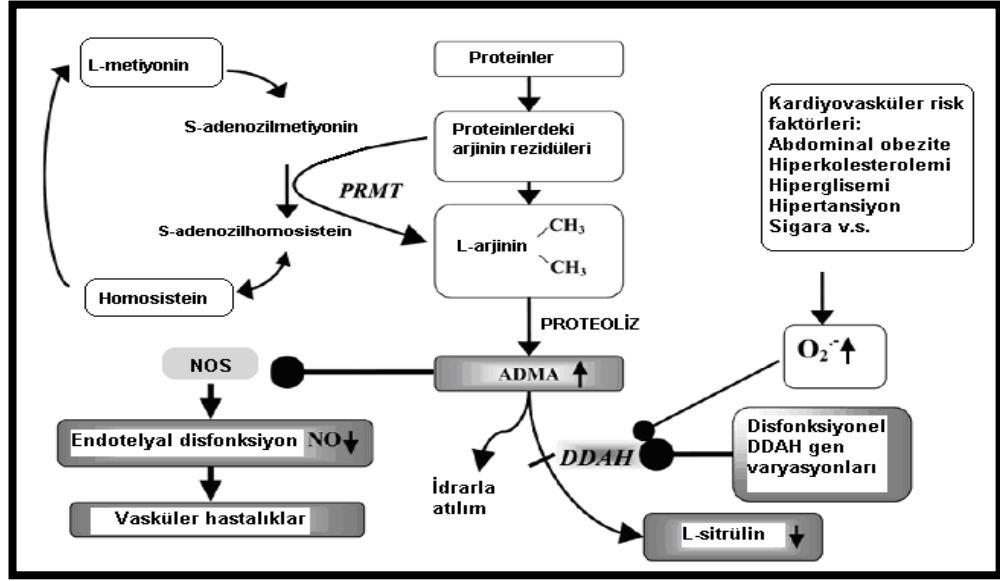 L-metiyonin
S-adenozilmetiyonin
PRMT
S-adenozilhomosistein
Homosistein
Proteinler
Proteinlerdeki
arjinin rezidüleri
L-arjinin
CH₃
CH₃
PROTEOLİZ
ADMA
NOS
Endotelyal disfonksiyon NO
Vasküler hastalıklar
İdrarla
atılım
DDAH
L-sitrülin
Kardiyovasküler risk
faktörleri:
Abdominal obezite
Hiperkolesterolemi
Hiperglisemi
Hipertansiyon
Sigara v.s.
O₂·⁻
Disfonksiyonel
DDAH gen
varyasyonları